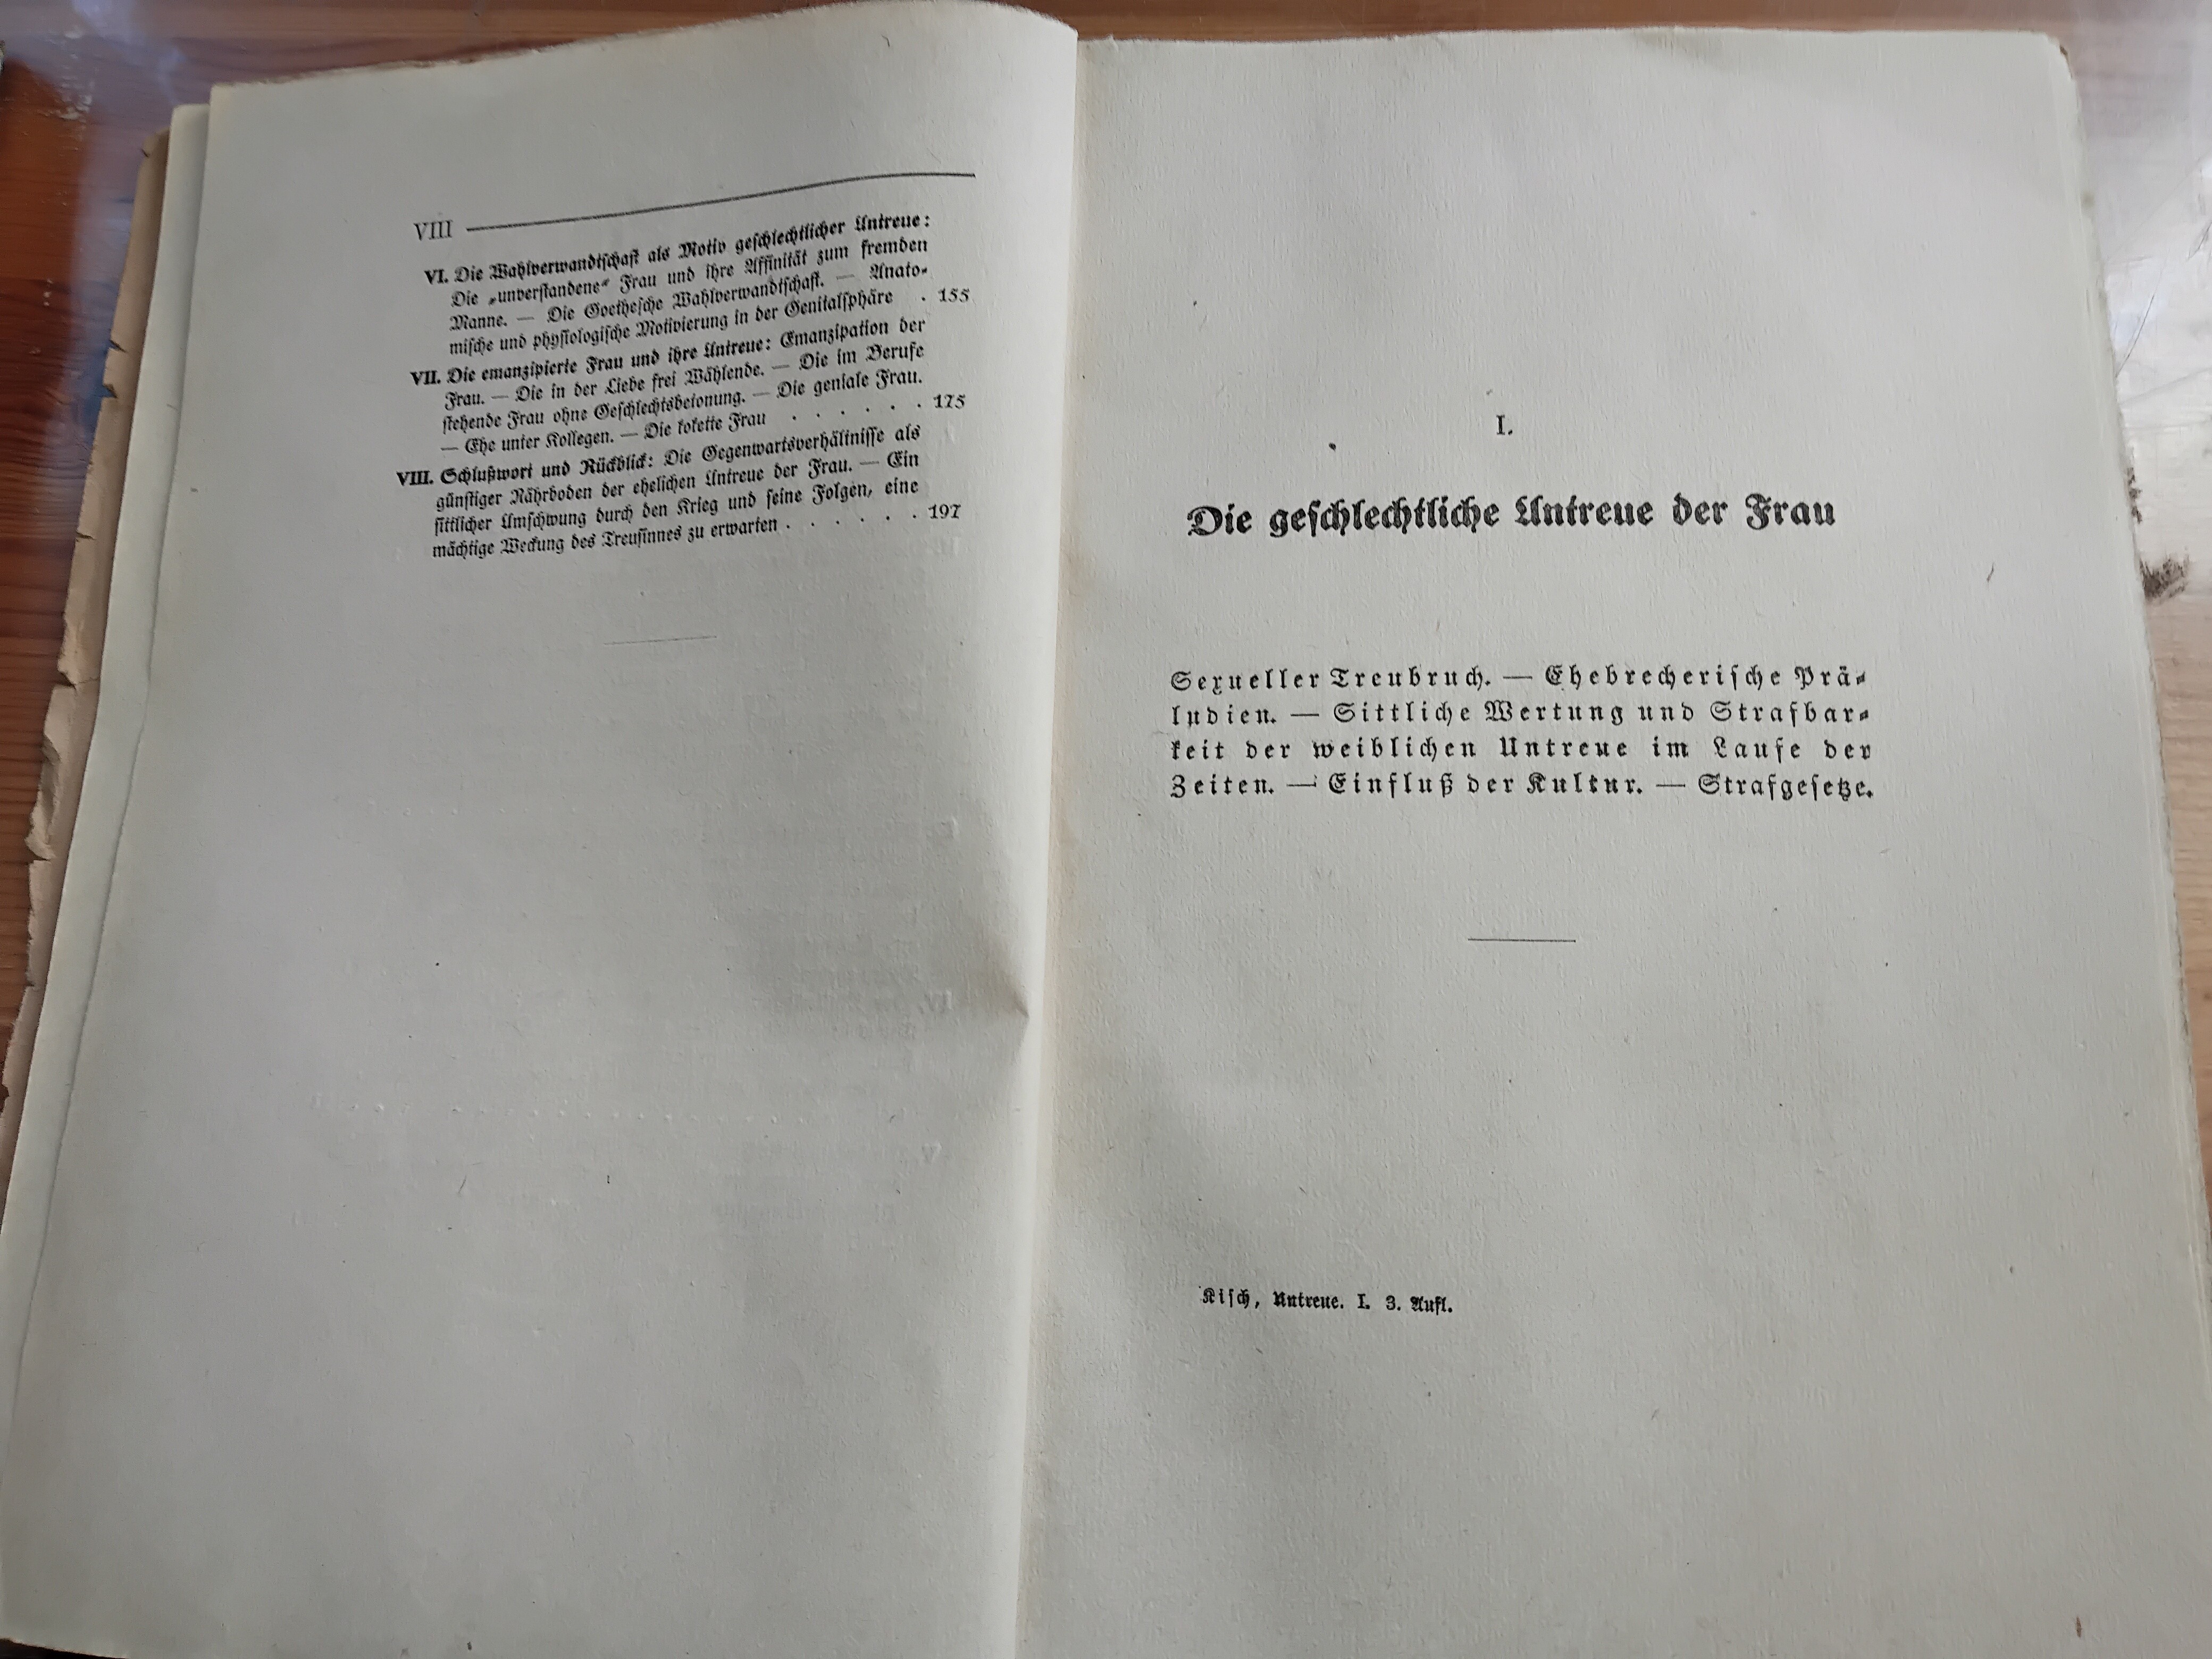 VIII
VI. Die Wahlverwandtschaft als Motiv geschlechtlicher Untreue:
Die „unverstandene“ Frau und ihre Affinität zum fremden
Manne. — Die Goethesche Wahlverwandtschaft. — Anato-
mische und physiologische Motivierung in der Genitalsphäre . 155
VII. Die emanzipierte Frau und ihre Untreue: Emanzipation der
Frau. — Die in der Liebe frei Wählende. — Die im Berufe
stehende Frau ohne Geschlechtsbetonung. — Die geniale Frau.
— Ehe unter Kollegen. — Die kokette Frau . . . . . . 175
VIII. Schlußwort und Rückblick: Die Gegenwartsverhältnisse als
günstiger Nährboden der ehelichen Untreue der Frau. — Ein
sittlicher Umschwung durch den Krieg und seine Folgen, eine
mächtige Weckung des Treusinnes zu erwarten . . . . . . 197
I.
Die geschlechtliche Untreue der Frau
Sexueller Treubruch. — Ehebrecherische Prä-
ludien. — Sittliche Wertung und Strafbar-
keit der weiblichen Untreue im Laufe der
Zeiten. — Einfluß der Kultur. — Strafgesetze.
Kisch, Untreue. I. 3. Aufl.